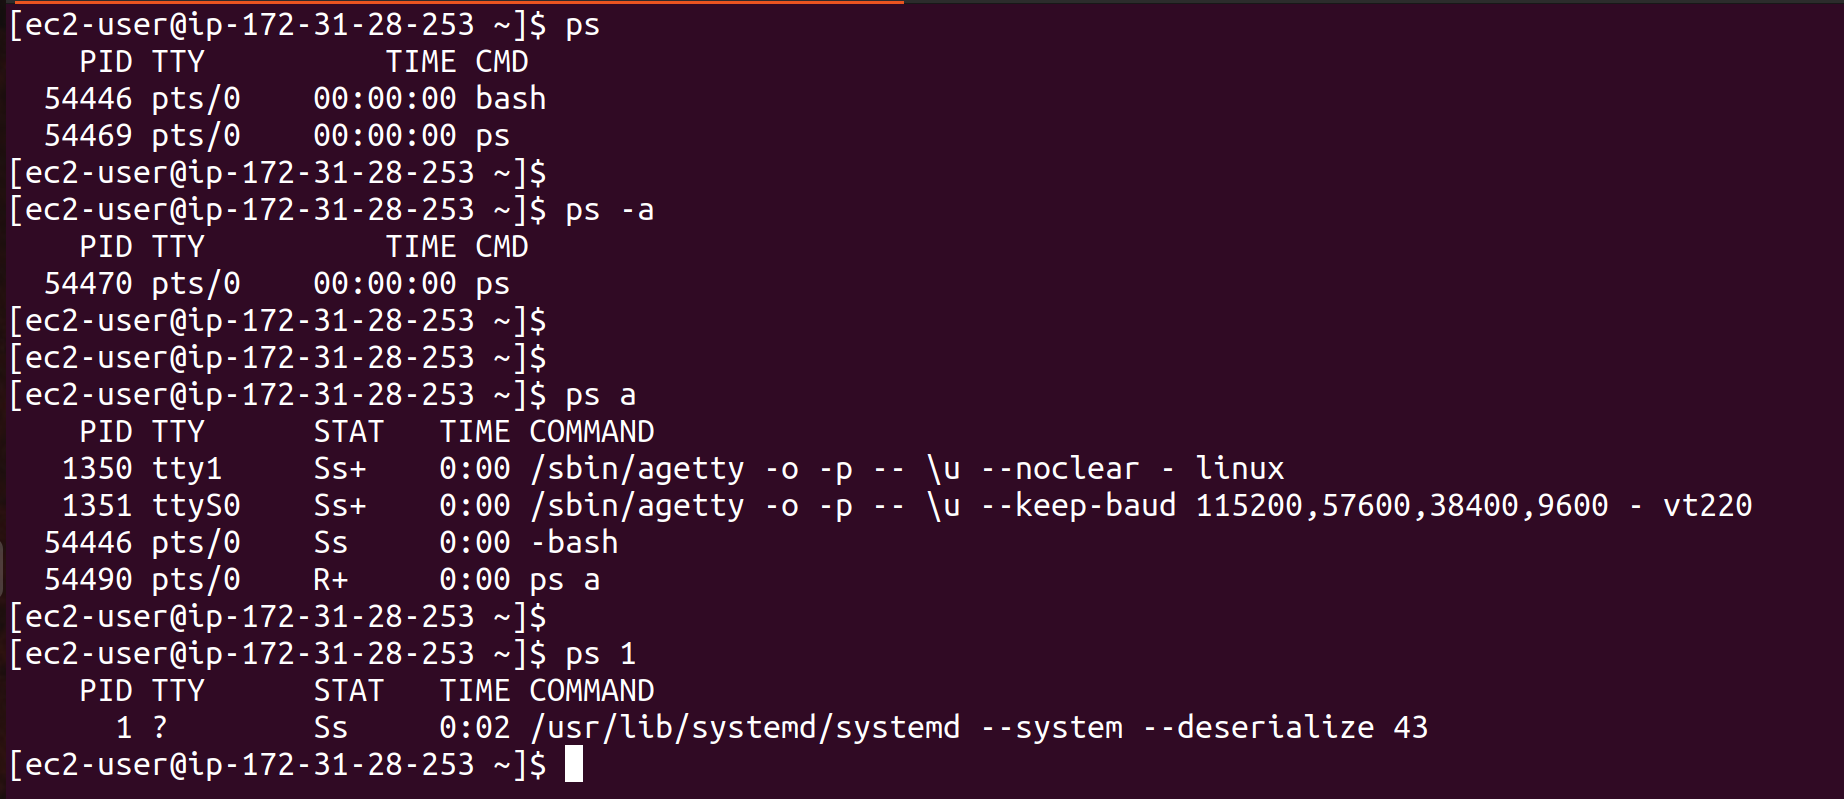 [ec2-user@ip-172-31-28-253 ~]$ ps
    PID TTY          TIME CMD
  54446 pts/0    00:00:00 bash
  54469 pts/0    00:00:00 ps
[ec2-user@ip-172-31-28-253 ~]$
[ec2-user@ip-172-31-28-253 ~]$ ps -a
    PID TTY          TIME CMD
  54470 pts/0    00:00:00 ps
[ec2-user@ip-172-31-28-253 ~]$
[ec2-user@ip-172-31-28-253 ~]$
[ec2-user@ip-172-31-28-253 ~]$ ps a
    PID TTY      STAT   TIME COMMAND
   1350 tty1     Ss+    0:00 /sbin/agetty -o -p -- \u --noclear - linux
   1351 ttyS0    Ss+    0:00 /sbin/agetty -o -p -- \u --keep-baud 115200,57600,38400,9600 - vt220
  54446 pts/0    Ss     0:00 -bash
  54490 pts/0    R+     0:00 ps a
[ec2-user@ip-172-31-28-253 ~]$
[ec2-user@ip-172-31-28-253 ~]$ ps 1
    PID TTY      STAT   TIME COMMAND
      1 ?        Ss     0:02 /usr/lib/systemd/systemd --system --deserialize 43
[ec2-user@ip-172-31-28-253 ~]$